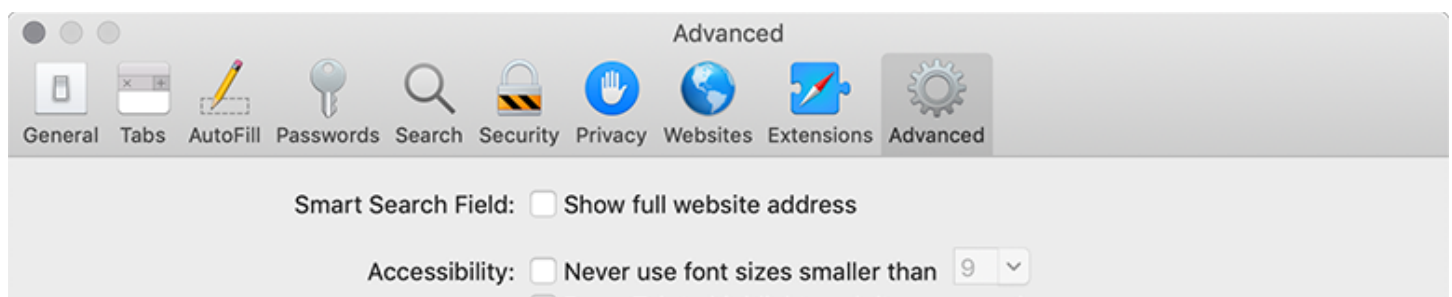 Advanced
General Tabs AutoFill Passwords Search Security Privacy Websites Extensions Advanced
Smart Search Field: Show full website address
Accessibility: Never use font sizes smaller than 9